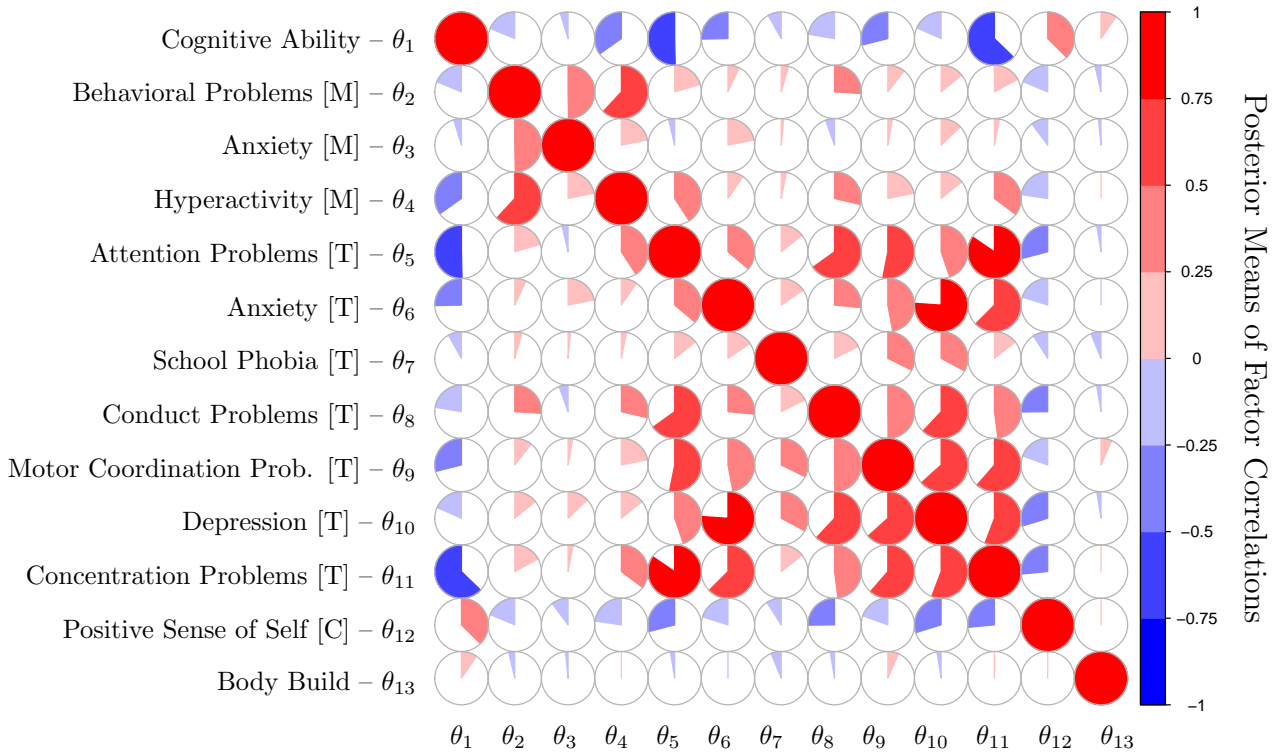 Cognitive Ability – θ1
Behavioral Problems [M] – θ2
Anxiety [M] – θ3
Hyperactivity [M] – θ4
Attention Problems [T] – θ5
Anxiety [T] – θ6
School Phobia [T] – θ7
Conduct Problems [T] – θ8
Motor Coordination Prob. [T] – θ9
Depression [T] – θ10
Concentration Problems [T] – θ11
Positive Sense of Self [C] – θ12
Body Build – θ13
θ1 θ2 θ3 θ4 θ5 θ6 θ7 θ8 θ9 θ10 θ11 θ12 θ13
1
0.75
0.5
0.25
0
−0.25
−0.5
−0.75
−1
Posterior Means of Factor Correlations